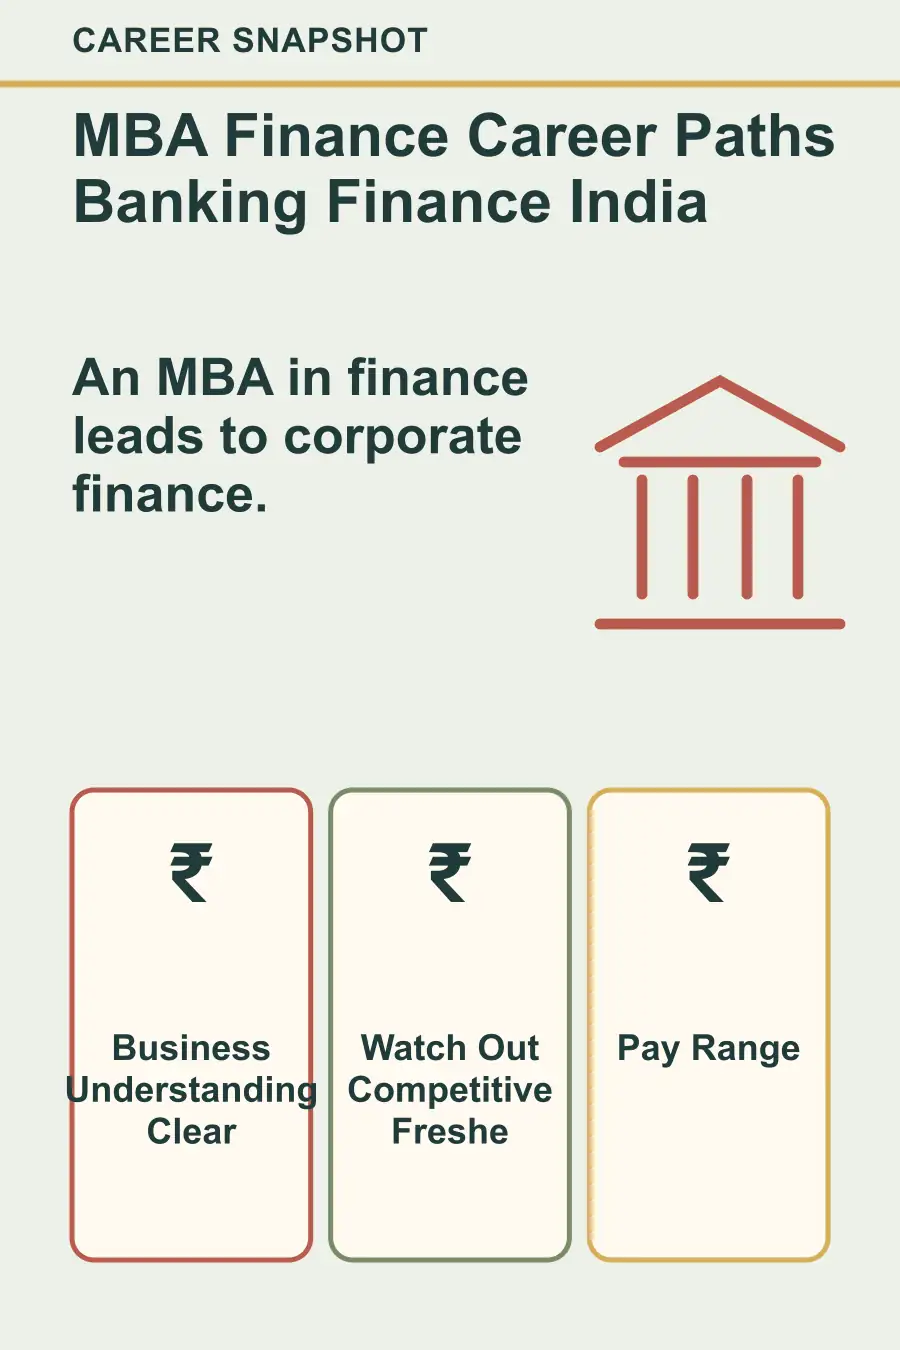 CAREER SNAPSHOT
MBA Finance Career Paths
Banking Finance India
An MBA in finance
leads to corporate
finance.
₹
Business
Understanding
Clear
₹
Watch Out
Competitive
Freshe
₹
Pay Range